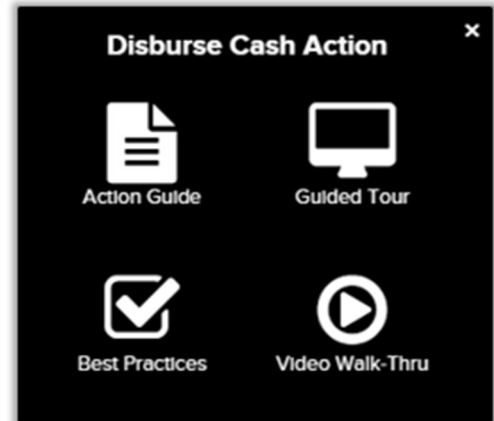 Disburse Cash Action
Action Guide
Guided Tour
Best Practices
Video Walk-Thru